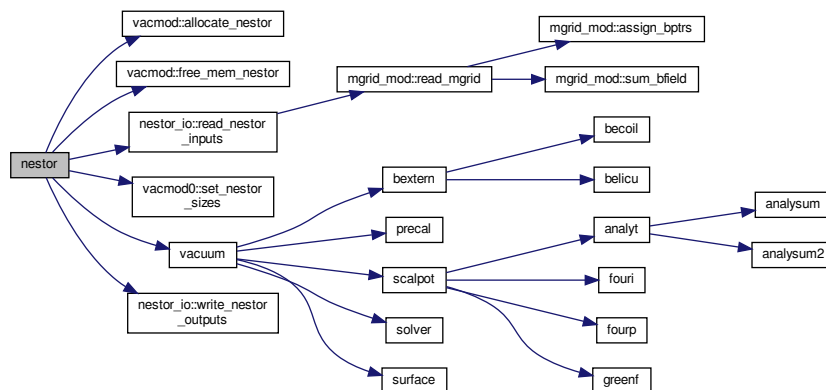 vacmod::allocate_nestor
mgrid_mod::assign_bptrs
vacmod::free_mem_nestor
mgrid_mod::read_mgrid
mgrid_mod::sum_bfield
nestor_io::read_nestor
_inputs
becoil
nestor
bextern
belicu
vacmod0::set_nestor
_sizes
analysum
precal
analyt
vacuum
analysum2
scalpot
fouri
nestor_io::write_nestor
_outputs
solver
fourp
surface
greenf